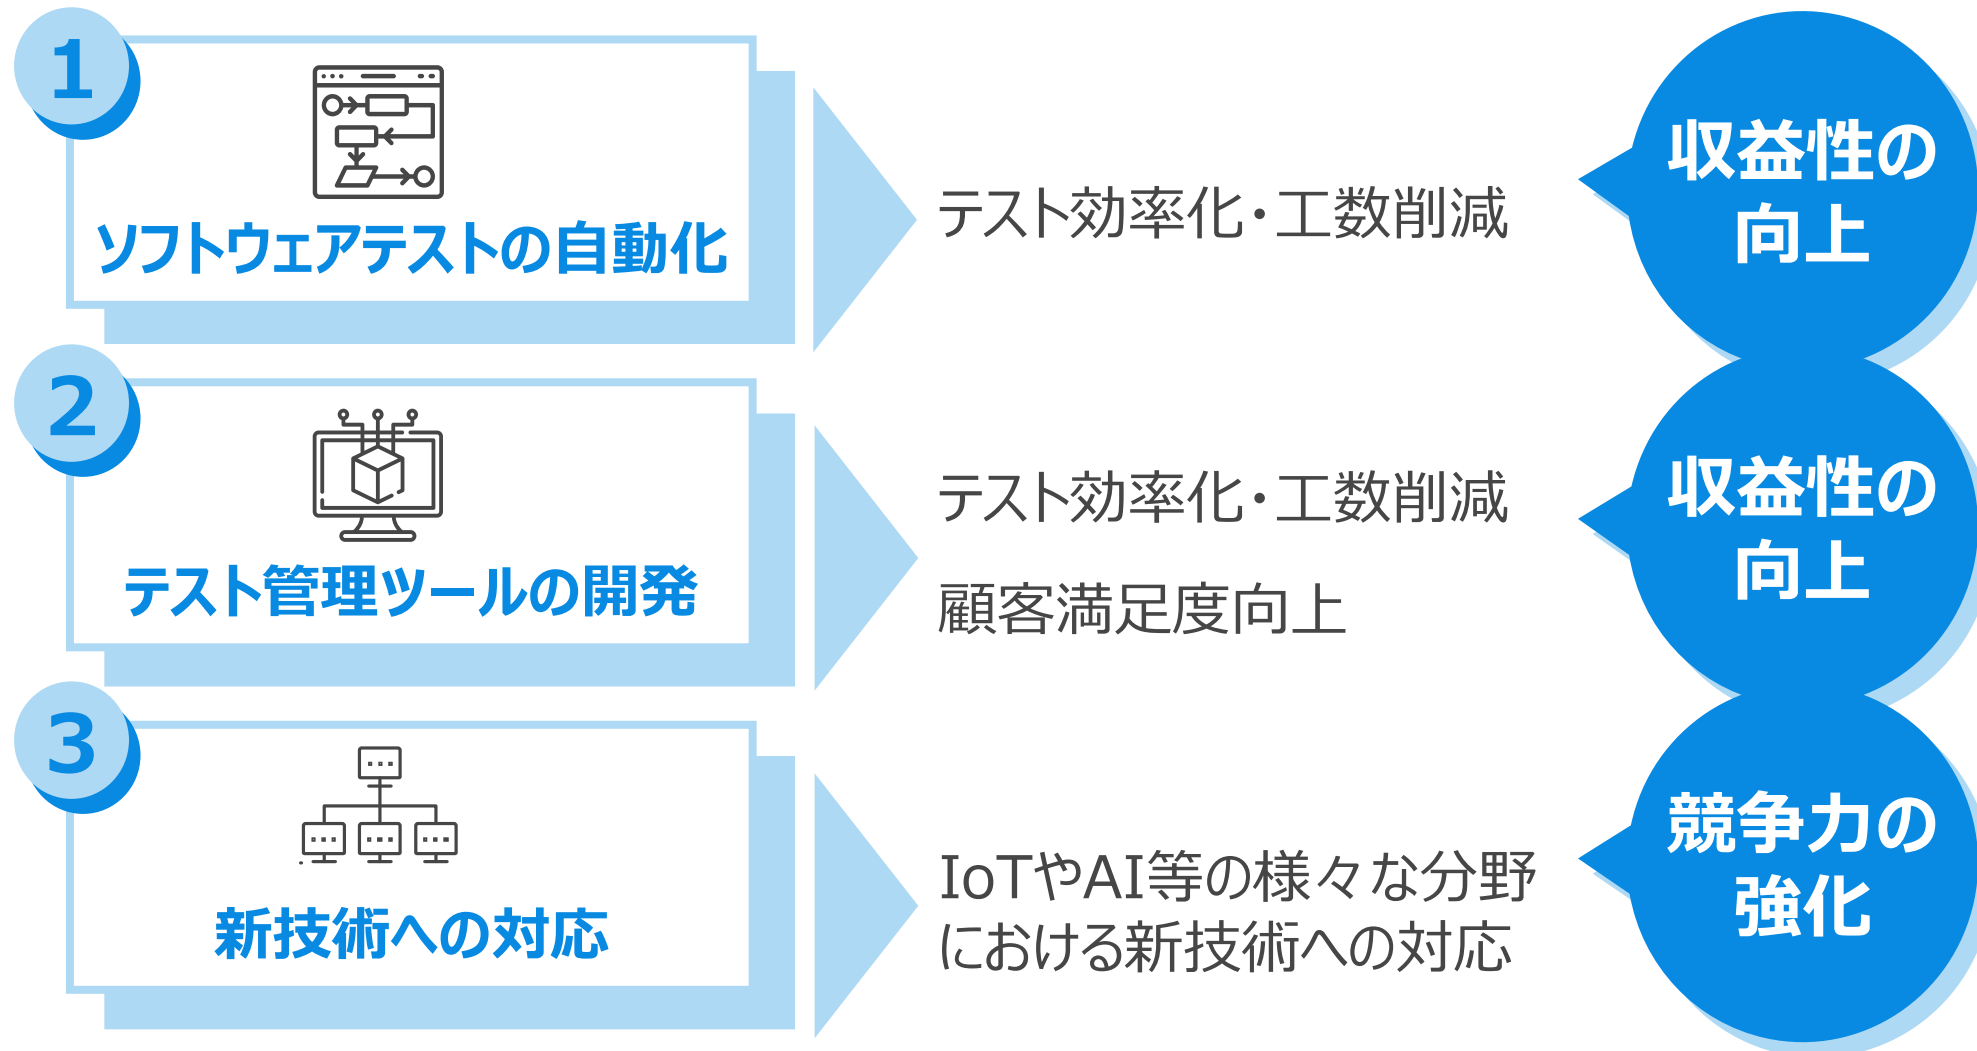 1
ソフトウェアテストの自動化
テスト効率化・工数削減
収益性の
向上
2
テスト管理ツールの開発
テスト効率化・工数削減
顧客満足度向上
収益性の
向上
3
新技術への対応
IoTやAI等の様々な分野
における新技術への対応
競争力の
強化